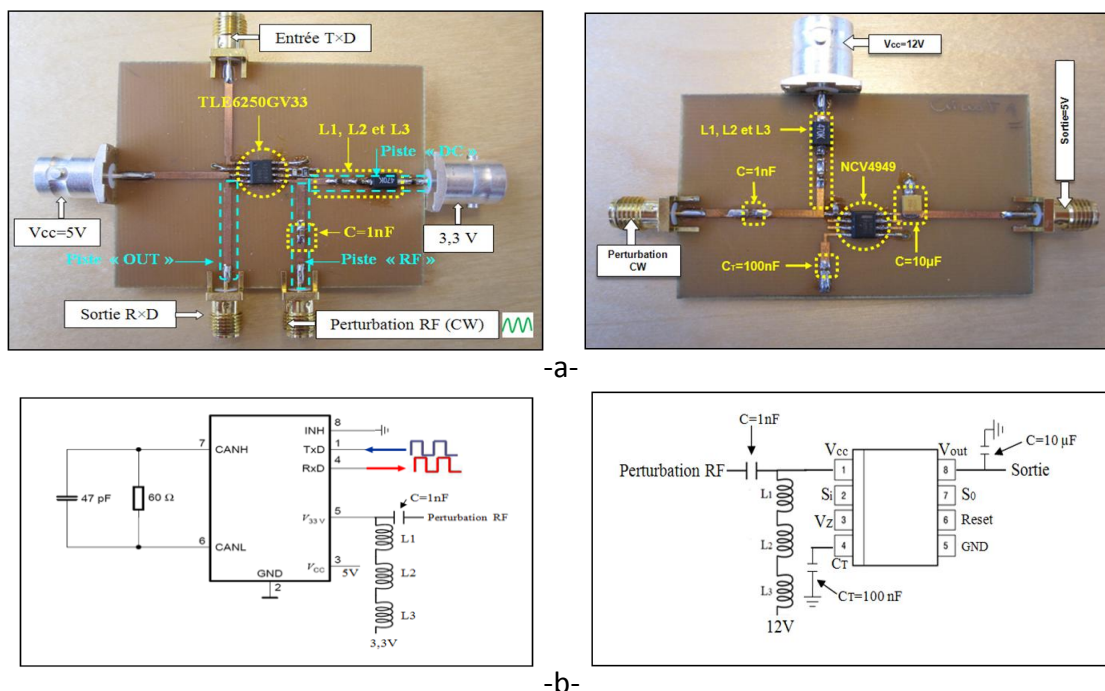 Entrée T×D
TLE6250GV33
L1, L2 et L3
Piste « DC »
470K
Vcc=5V
3,3 V
C=1nF
Piste « OUT »
Piste « RF »
Sortie R×D
Perturbation RF (CW)
Vcc=12V
L1, L2 et L3
470K
NCV4949
C=1nF
Sortie=5V
Perturbation
CW
CT=100nF
C=10µF
-a-
8
INH
7
CANH
TxD
1
RxD
4
C=1nF
47 pF
60 Ω
V33 V
5
Perturbation RF
L1
6
CANL
L2
VCC
3
5V
GND
2
L3
3,3V
C=1nF
Vcc
Vout
C=10 µF
Perturbation RF
1
8
Sortie
L1
Si
2
7
S0
L2
VZ
3
6
Reset
4
5
GND
L3
CT
CT=100 nF
12V
-b-